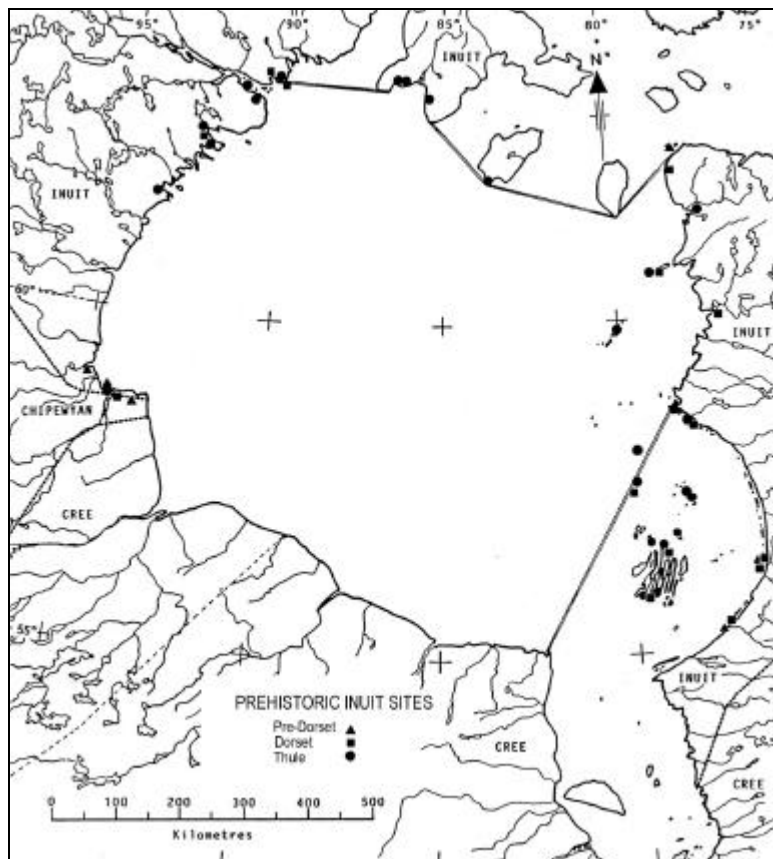 95° 90° 85° 80° 75°
INUIT
N
INUIT
60°
INUIT
CHIPEWYAN
CREE
55°
INUIT
PREHISTORIC INUIT SITES
Pre-Dorset
Dorset
Thule
CREE
CREE
0 100 200 300 400 500
Kilometres